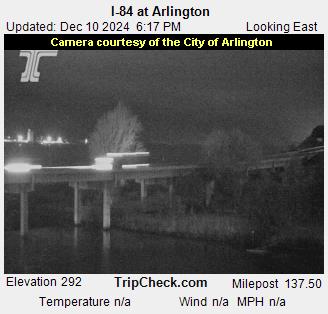 I-84 at Arlington
Updated: Dec 10 2024 6:17 PM Looking East
Camera courtesy of the City of Arlington
Elevation 292 TripCheck.com Milepost 137.50
Temperature n/a Wind n/a MPH n/a